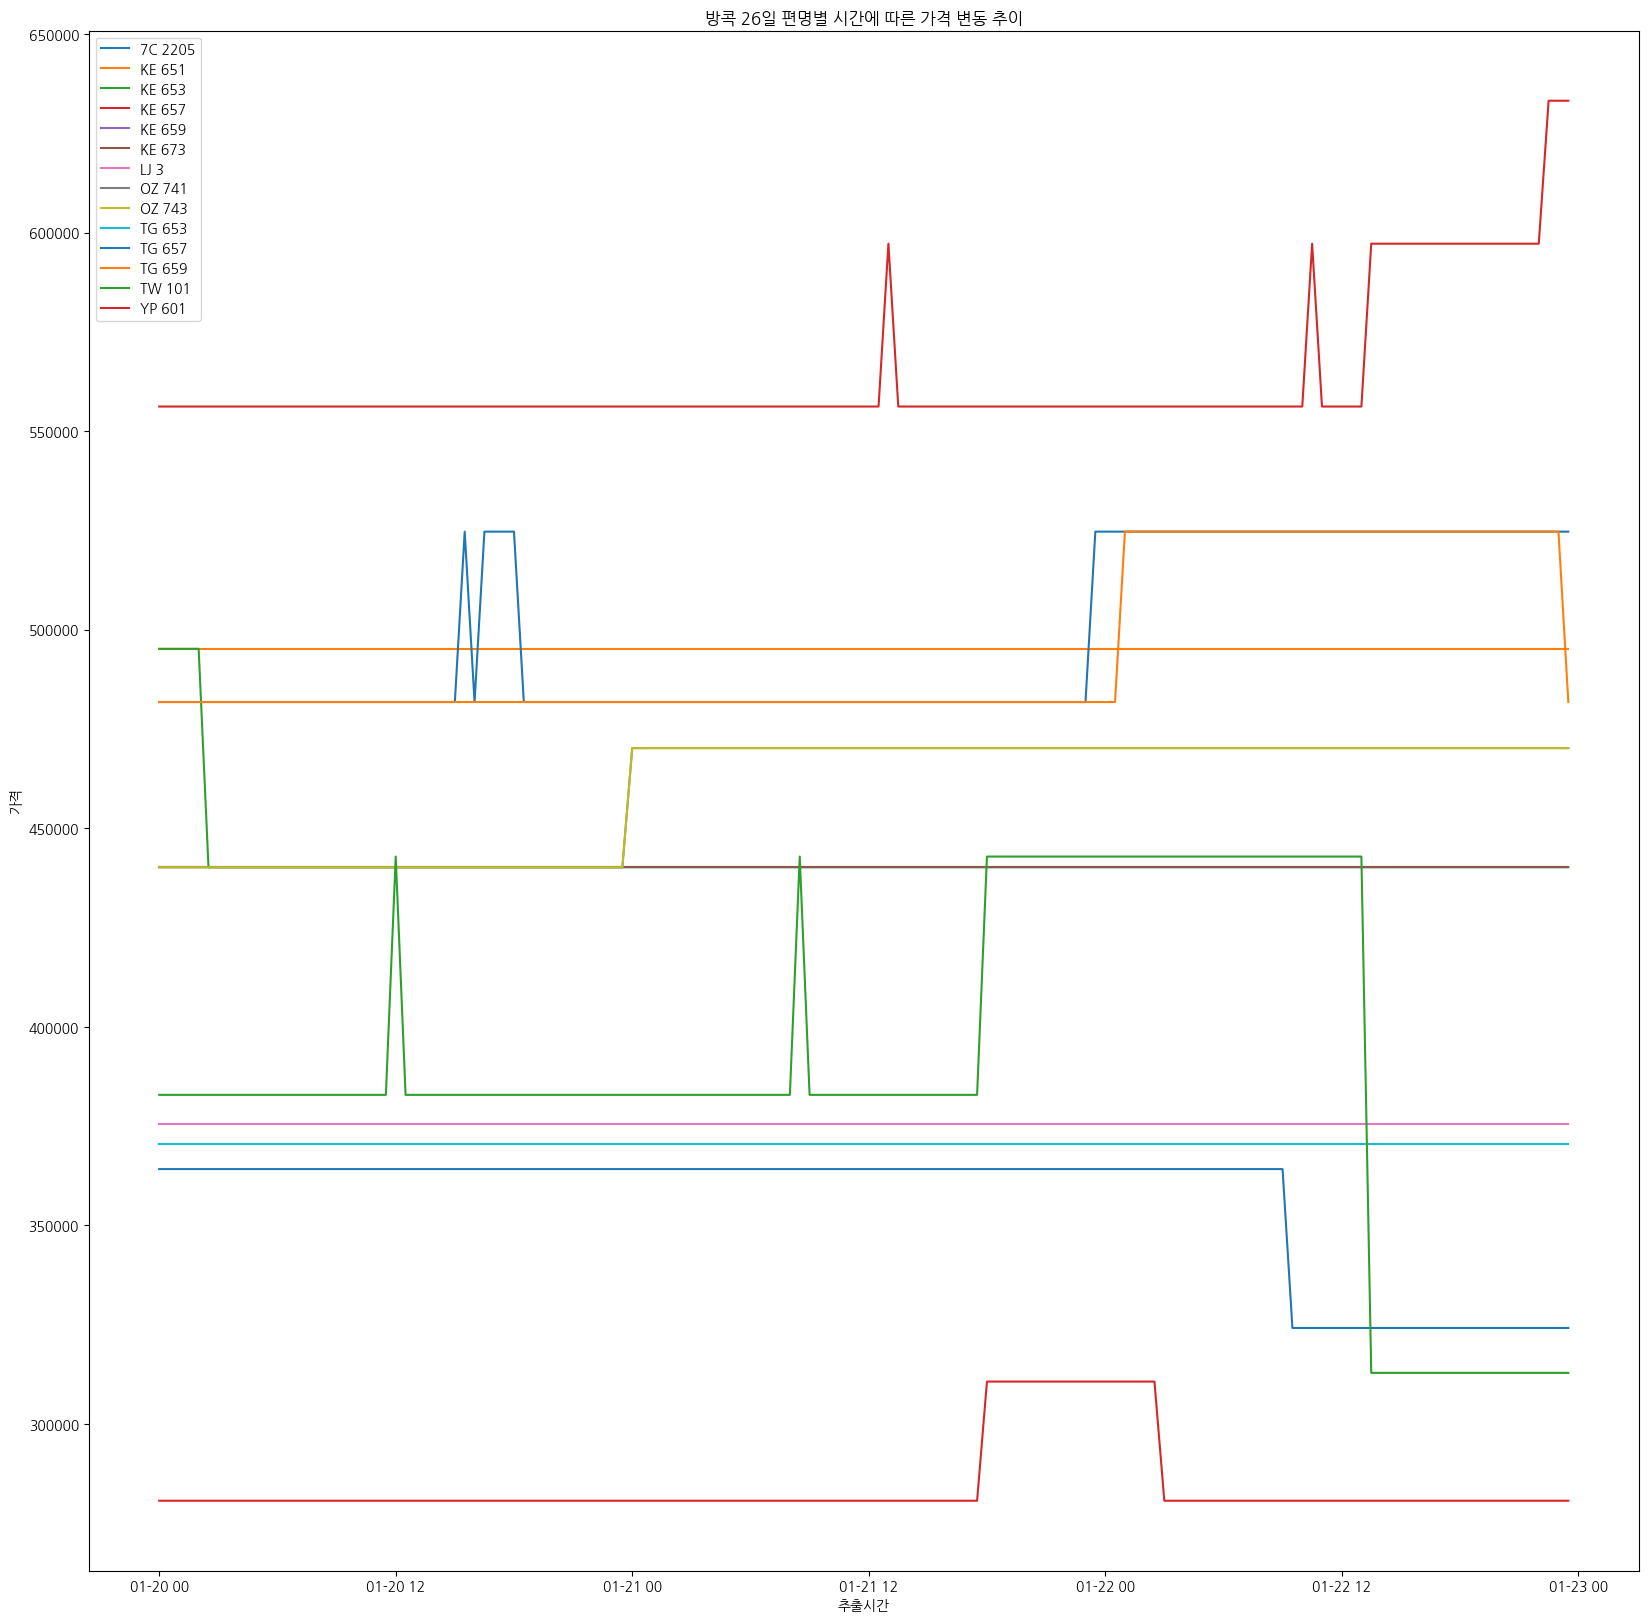 방콕 26일 편명별 시간에 따른 가격 변동 추이
650000
600000
550000
500000
450000
400000
350000
300000
가격
7C 2205
KE 651
KE 653
KE 657
KE 659
KE 673
LJ 3
OZ 741
OZ 743
TG 653
TG 657
TG 659
TW 101
YP 601
01-20 00
01-20 12
01-21 00
01-21 12
01-22 00
01-22 12
01-23 00
추출시간